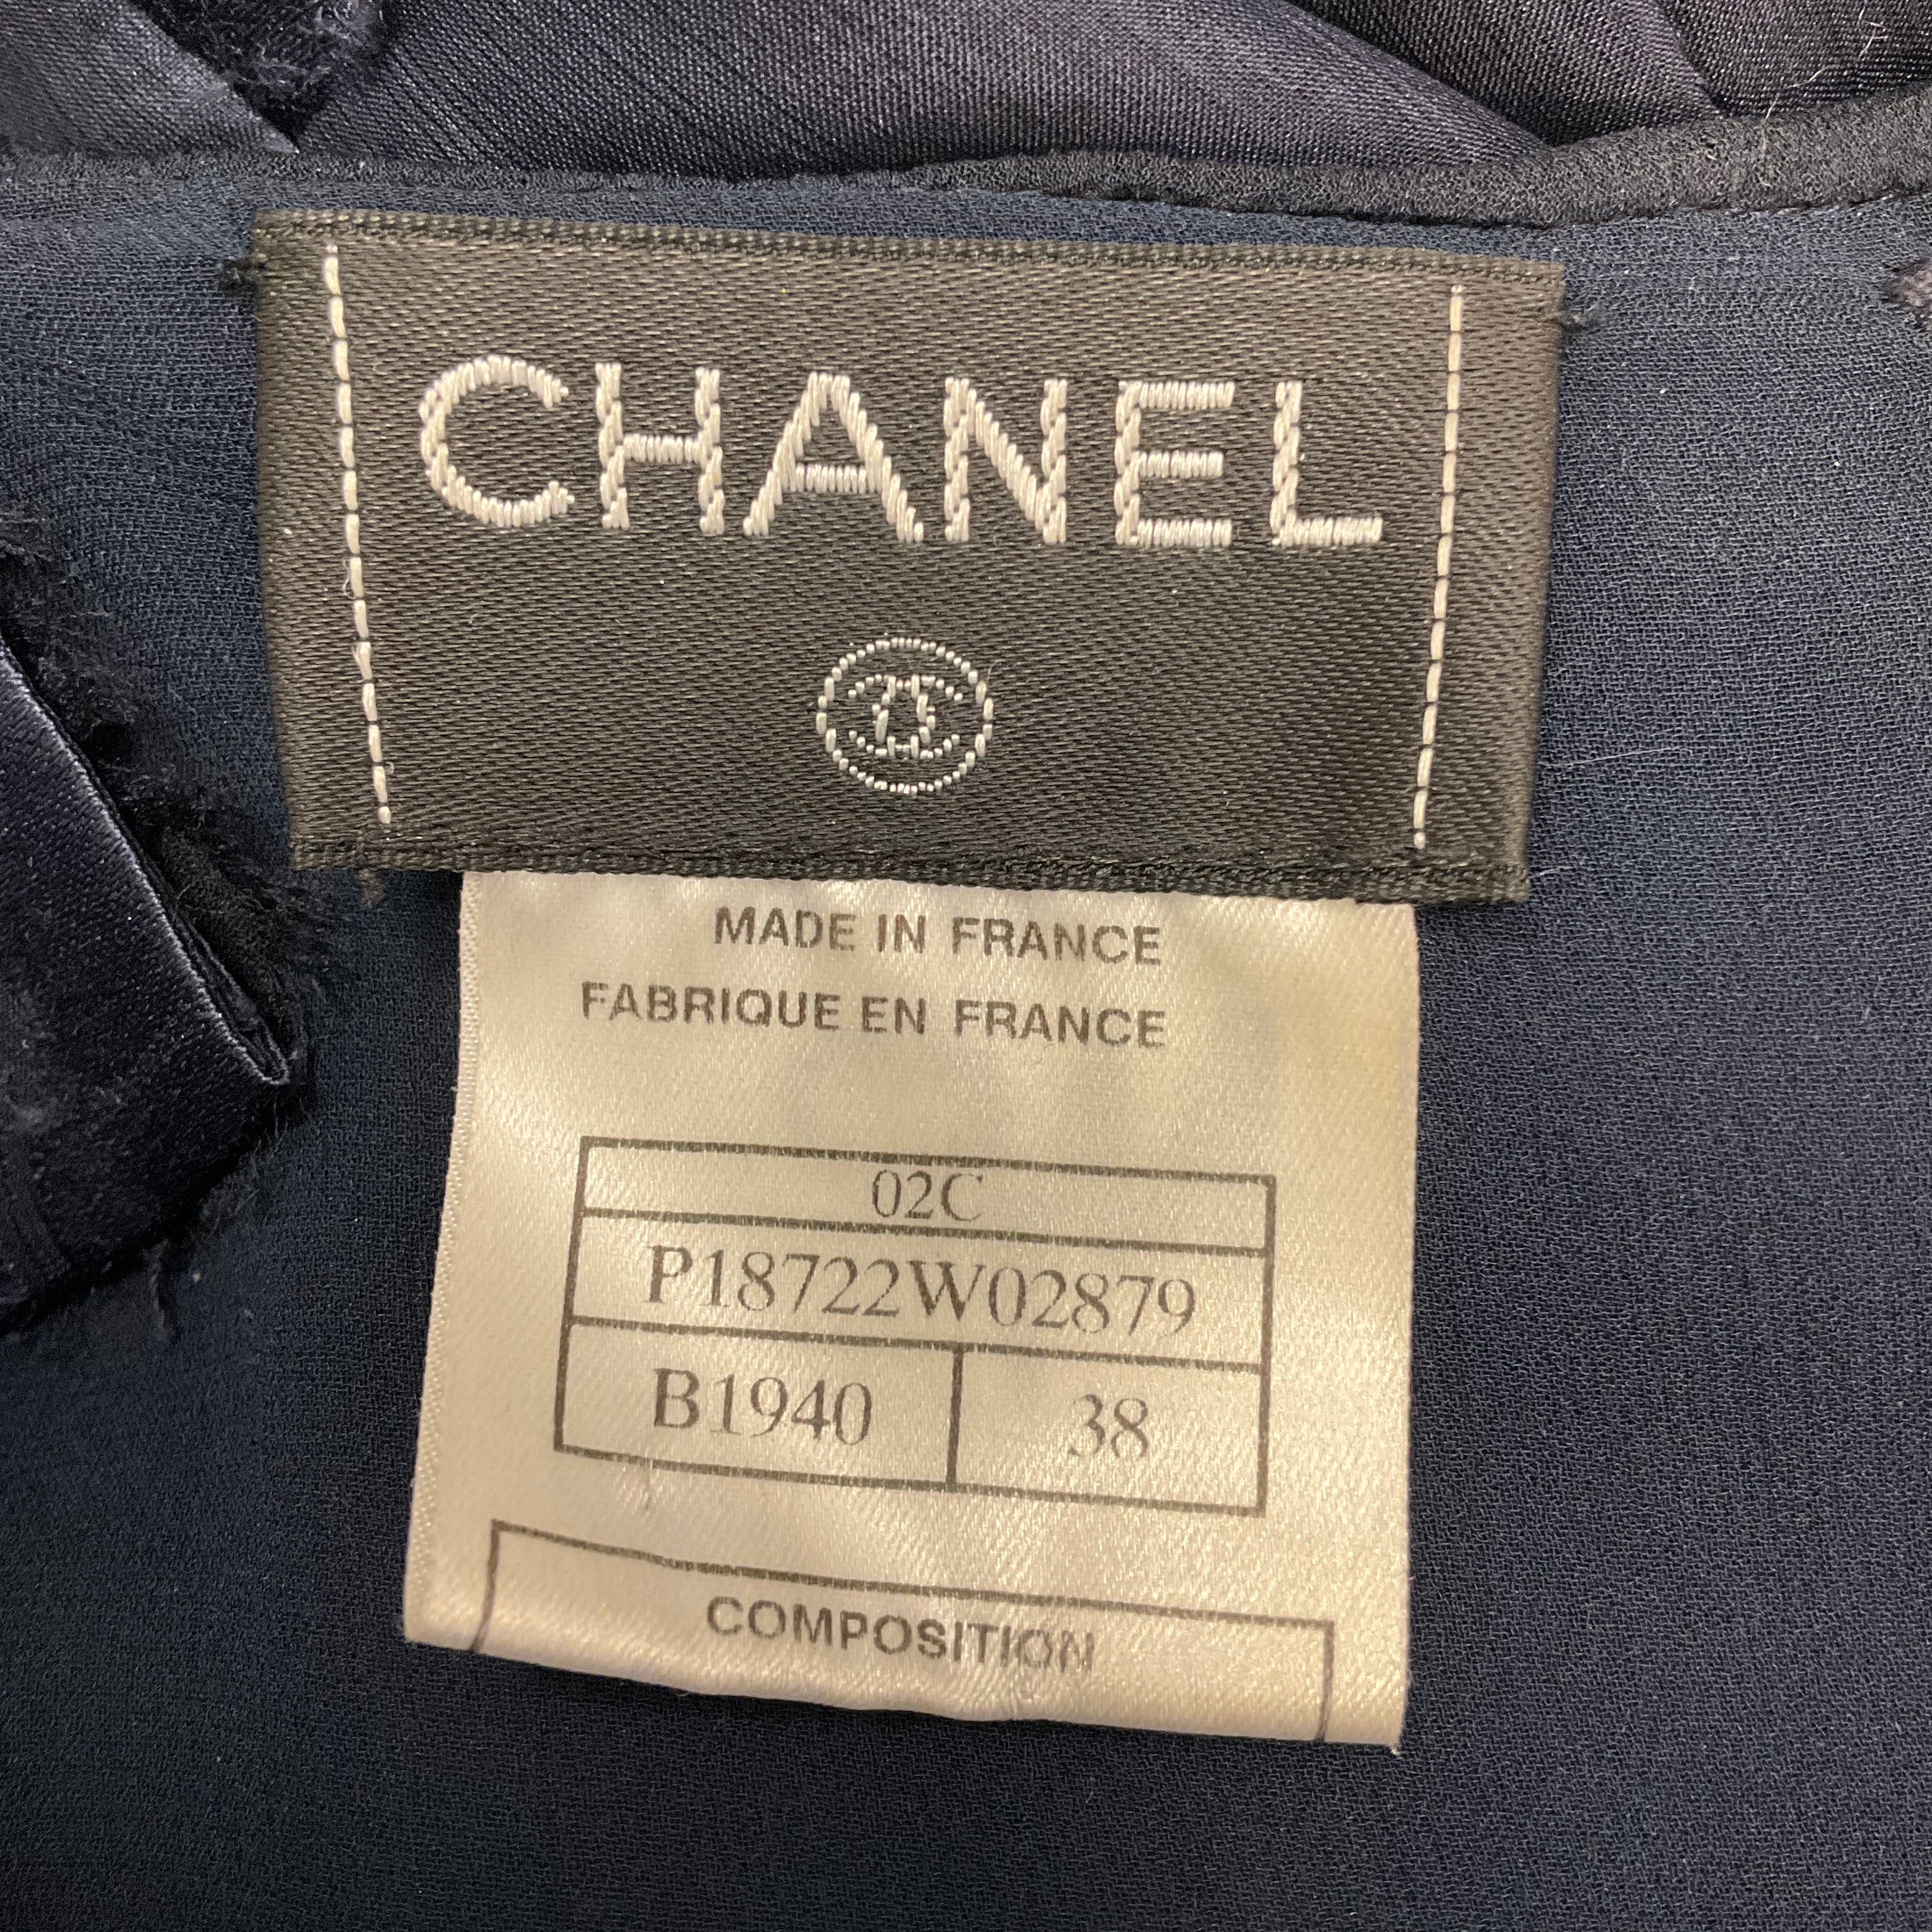 CHANEL
MADE IN FRANCE
FABRIQUE EN FRANCE
02C
P18722W02879
B1940 38
COMPOSITION